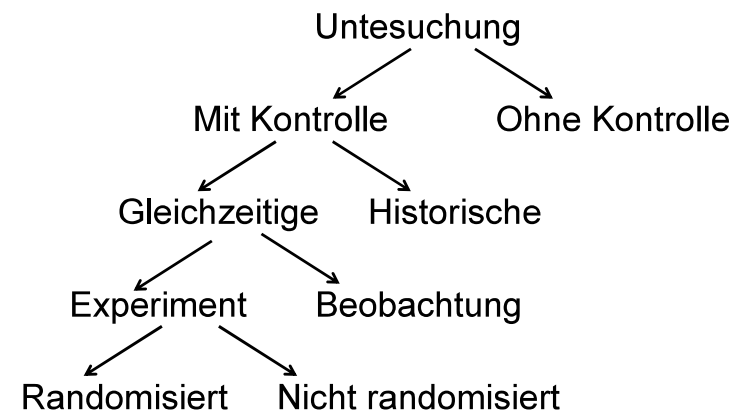 Untesuchung
Mit Kontrolle Ohne Kontrolle
Gleichzeitige Historische
Experiment Beobachtung
Randomisiert Nicht randomisiert